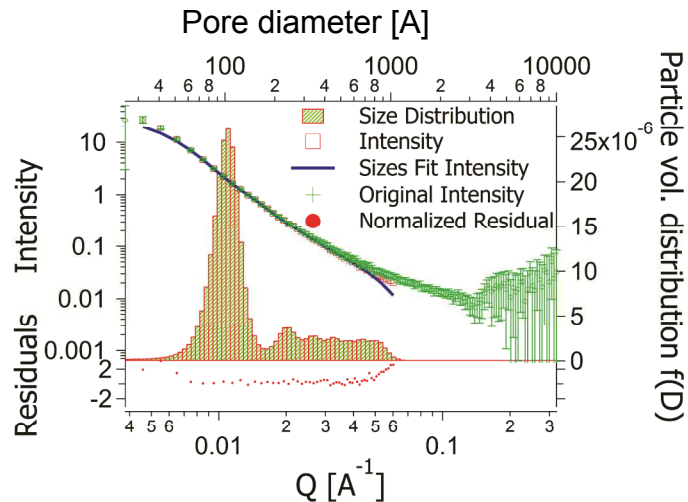 Pore diameter [A]
4 6 8 100 2 4 6 8 1000 2 4 6 8 10000
Size Distribution
Intensity
Sizes Fit Intensity
Original Intensity
Normalized Residual
10
1
0.1
0.01
0.001
Intensity
2
-2
Residuals
25x10-6
20
15
10
5
0
Particle vol. distribution f(D)
4 5 6 0.01 2 3 4 5 6 0.1 2 3
Q [A-1]